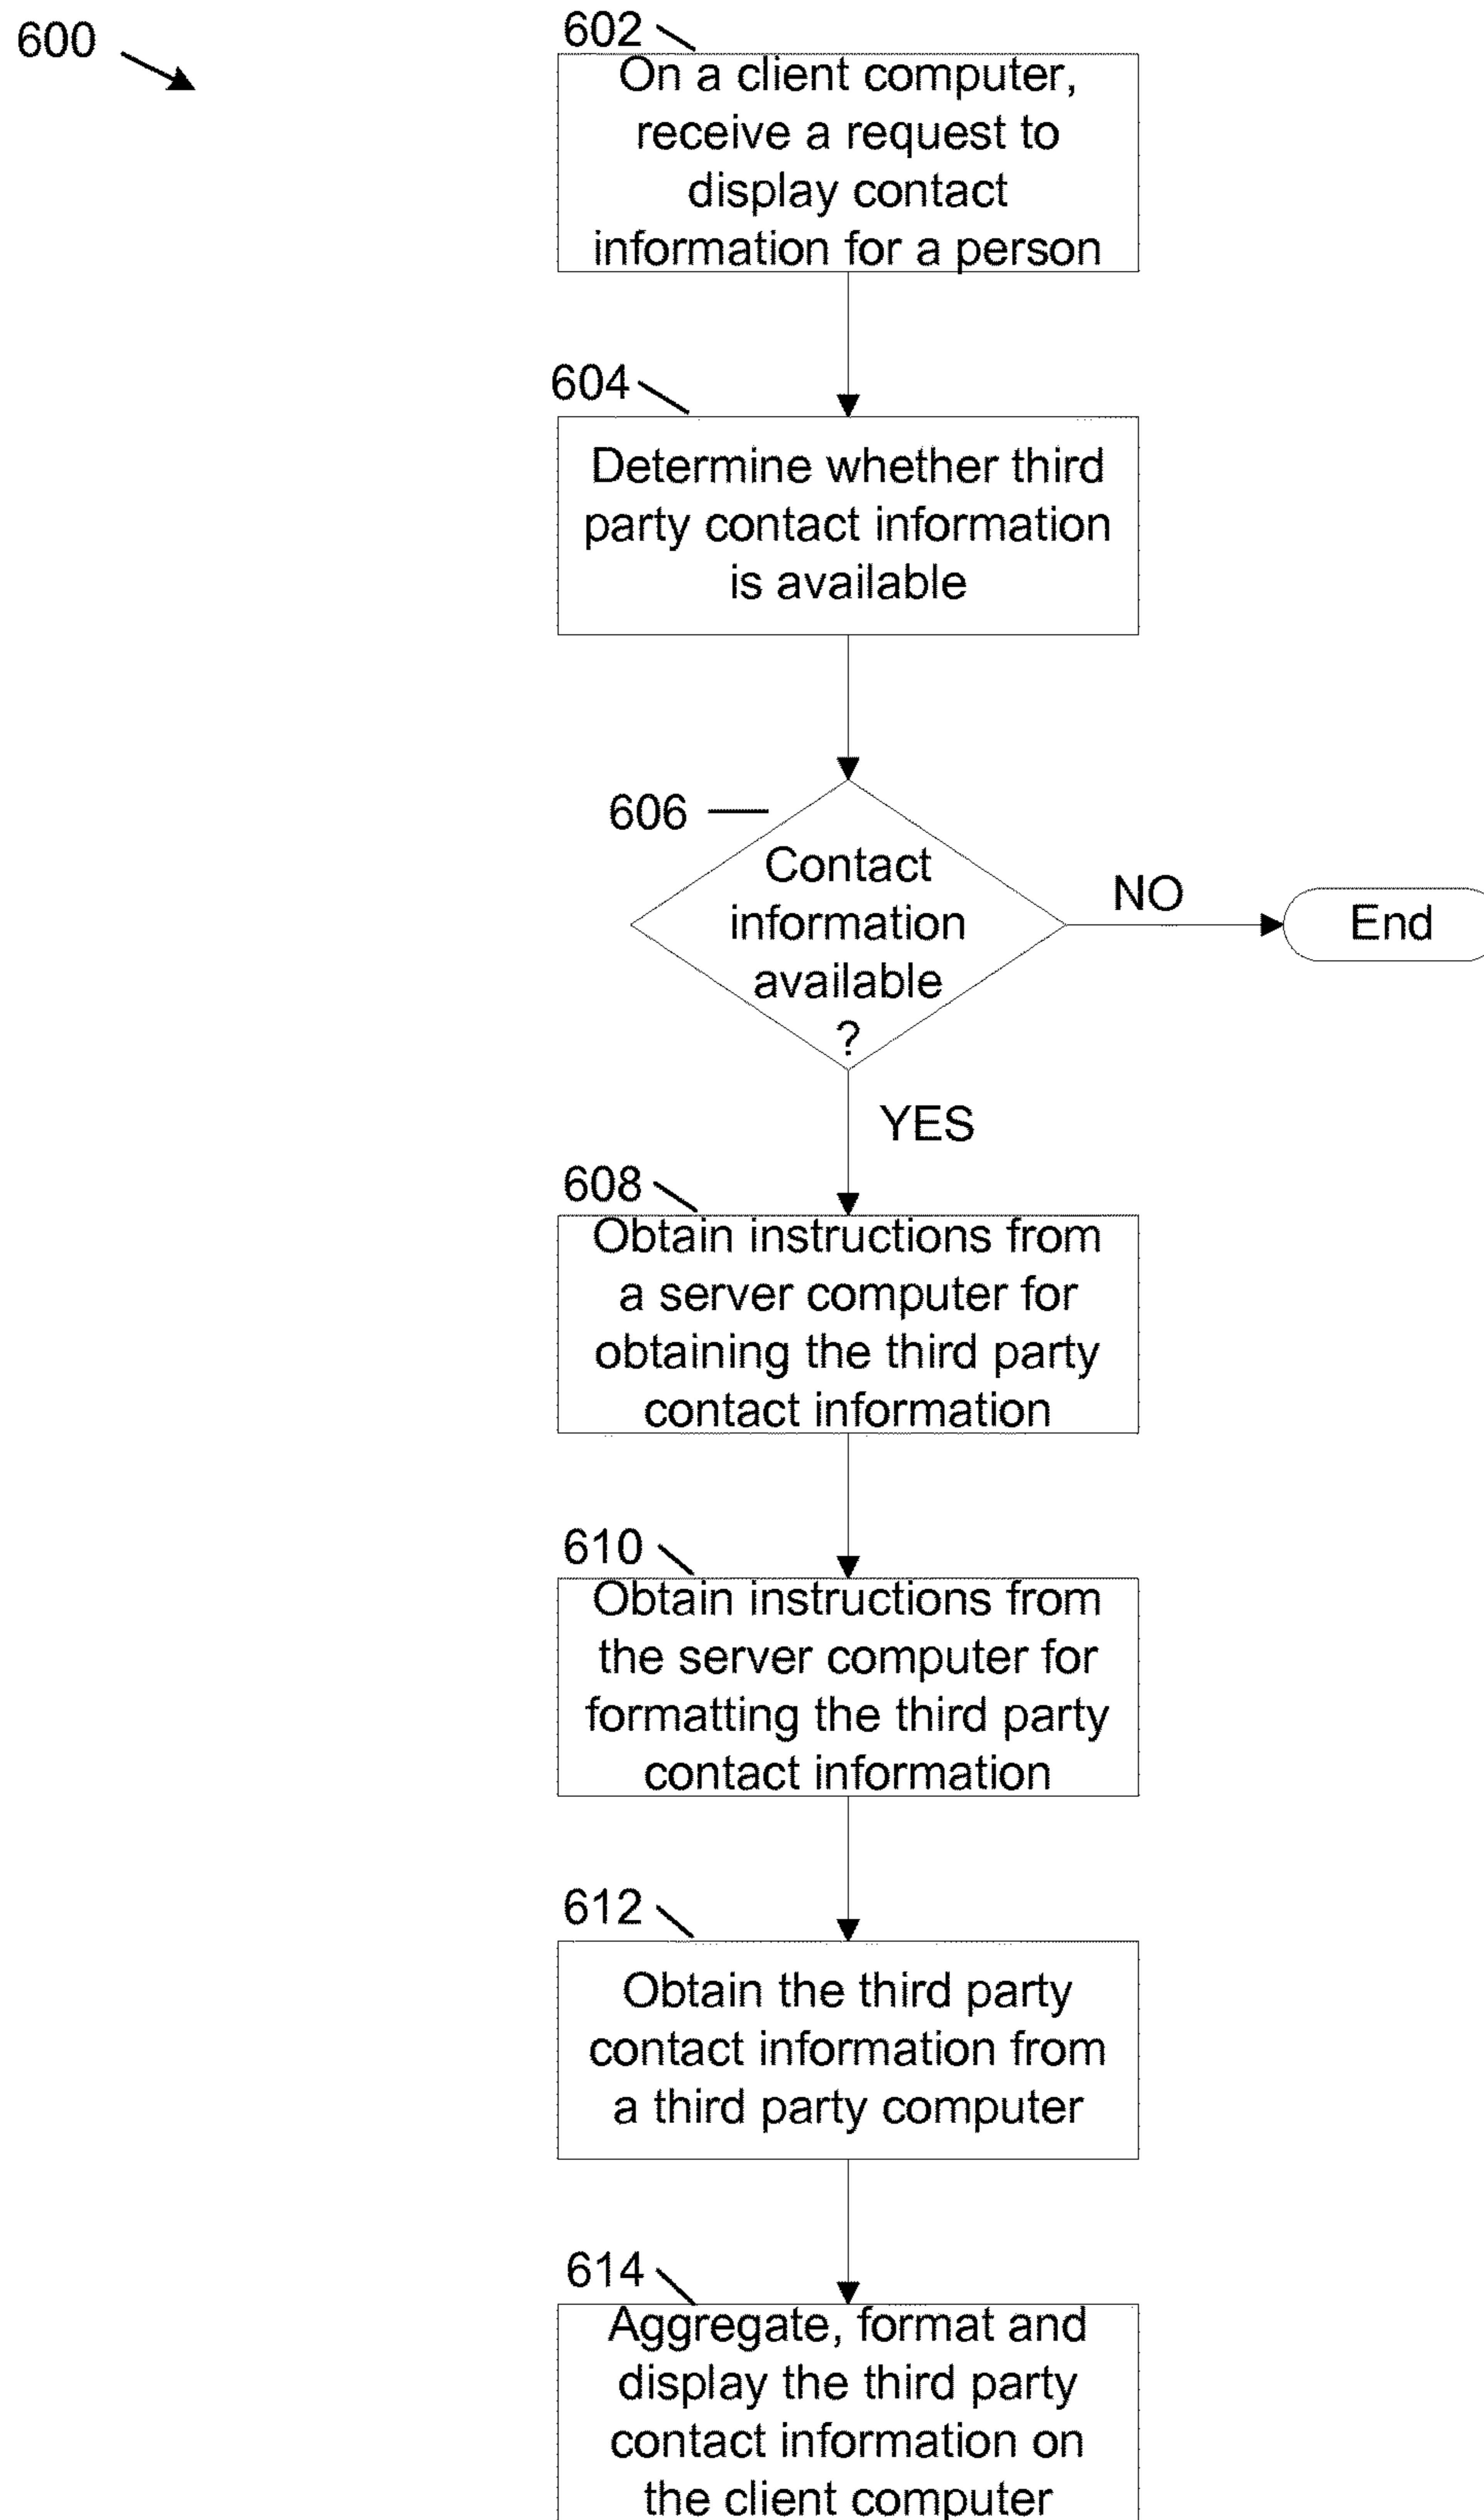 600
602
On a client computer,
receive a request to
display contact
information for a person
604
Determine whether third
party contact information
is available
606
Contact
information
available
?
NO
End
YES
608
Obtain instructions from
a server computer for
obtaining the third party
contact information
610
Obtain instructions from
the server computer for
formatting the third party
contact information
612
Obtain the third party
contact information from
a third party computer
614
Aggregate, format and
display the third party
contact information on
the client computer